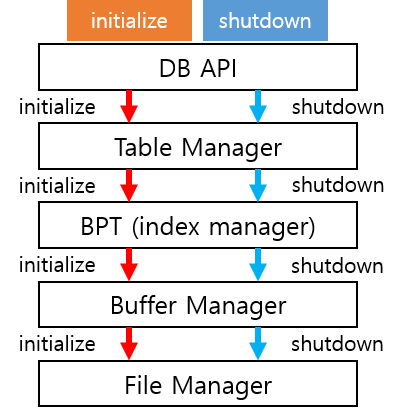 initialize shutdown
DB API
initialize shutdown
Table Manager
initialize shutdown
BPT (index manager)
initialize shutdown
Buffer Manager
initialize shutdown
File Manager